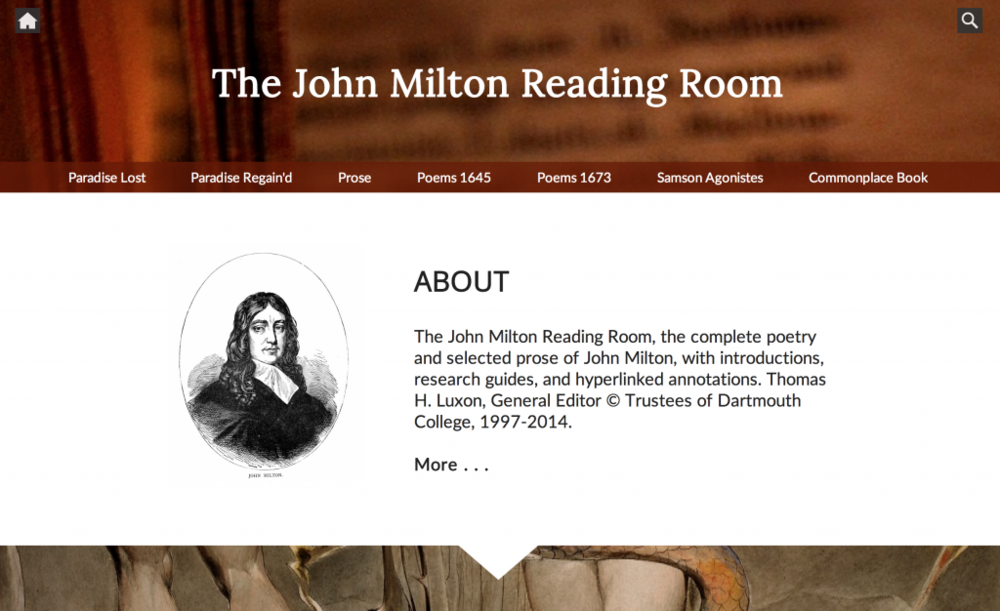 The John Milton Reading Room
Paradise Lost Paradise Regain'd Prose Poems 1645 Poems 1673 Samson Agonistes Commonplace Book
ABOUT
The John Milton Reading Room, the complete poetry
and selected prose of John Milton, with introductions,
research guides, and hyperlinked annotations. Thomas
H. Luxon, General Editor © Trustees of Dartmouth
College, 1997-2014.
More . . .
JOHN MILTON.